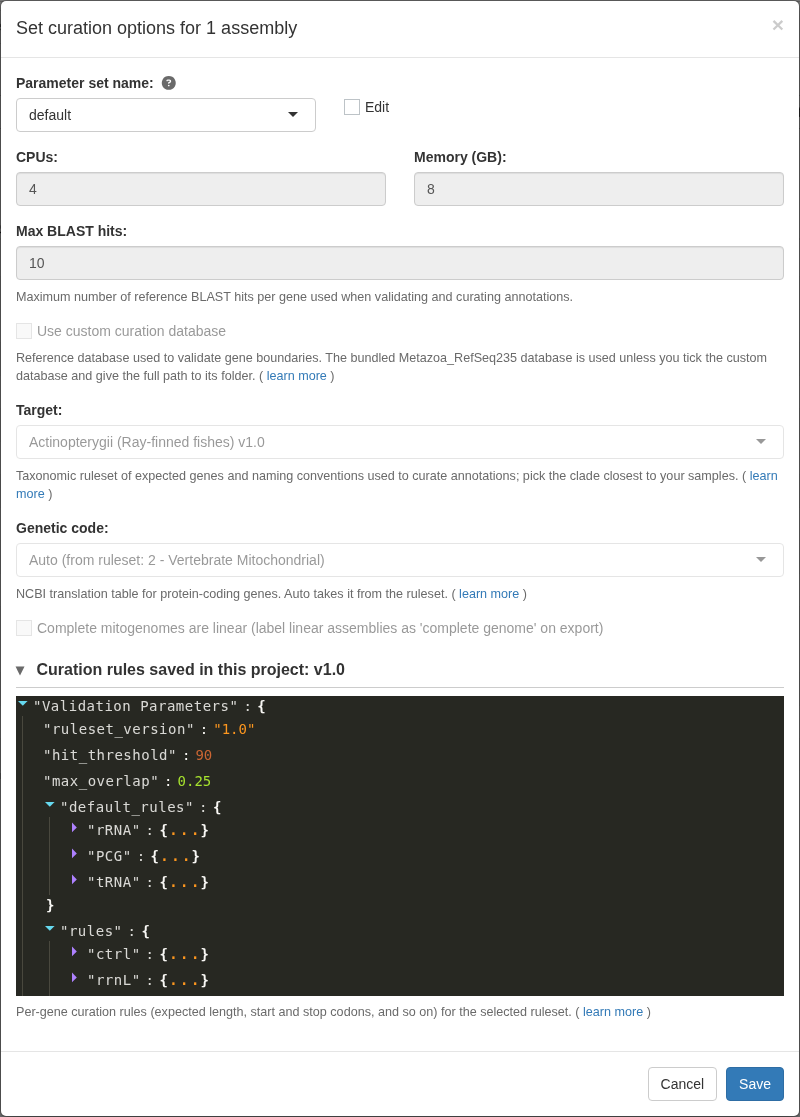 Set curation options for 1 assembly
×
Parameter set name: ?
default
Edit
CPUs:
Memory (GB):
4
8
Max BLAST hits:
10
Maximum number of reference BLAST hits per gene used when validating and curating annotations.
Use custom curation database
Reference database used to validate gene boundaries. The bundled Metazoa_RefSeq235 database is used unless you tick the custom
database and give the full path to its folder. ( learn more )
Target:
Actinopterygii (Ray-finned fishes) v1.0
Taxonomic ruleset of expected genes and naming conventions used to curate annotations; pick the clade closest to your samples. ( learn
more )
Genetic code:
Auto (from ruleset: 2 - Vertebrate Mitochondrial)
NCBI translation table for protein-coding genes. Auto takes it from the ruleset. ( learn more )
Complete mitogenomes are linear (label linear assemblies as 'complete genome' on export)
▼ Curation rules saved in this project: v1.0
"Validation Parameters" : {
"ruleset_version" : "1.0"
"hit_threshold" : 90
"max_overlap" : 0.25
"default_rules" : {
"rRNA" : {...}
"PCG" : {...}
"tRNA" : {...}
}
"rules" : {
"ctrl" : {...}
"rrnL" : {...}
Per-gene curation rules (expected length, start and stop codons, and so on) for the selected ruleset. ( learn more )
Cancel
Save